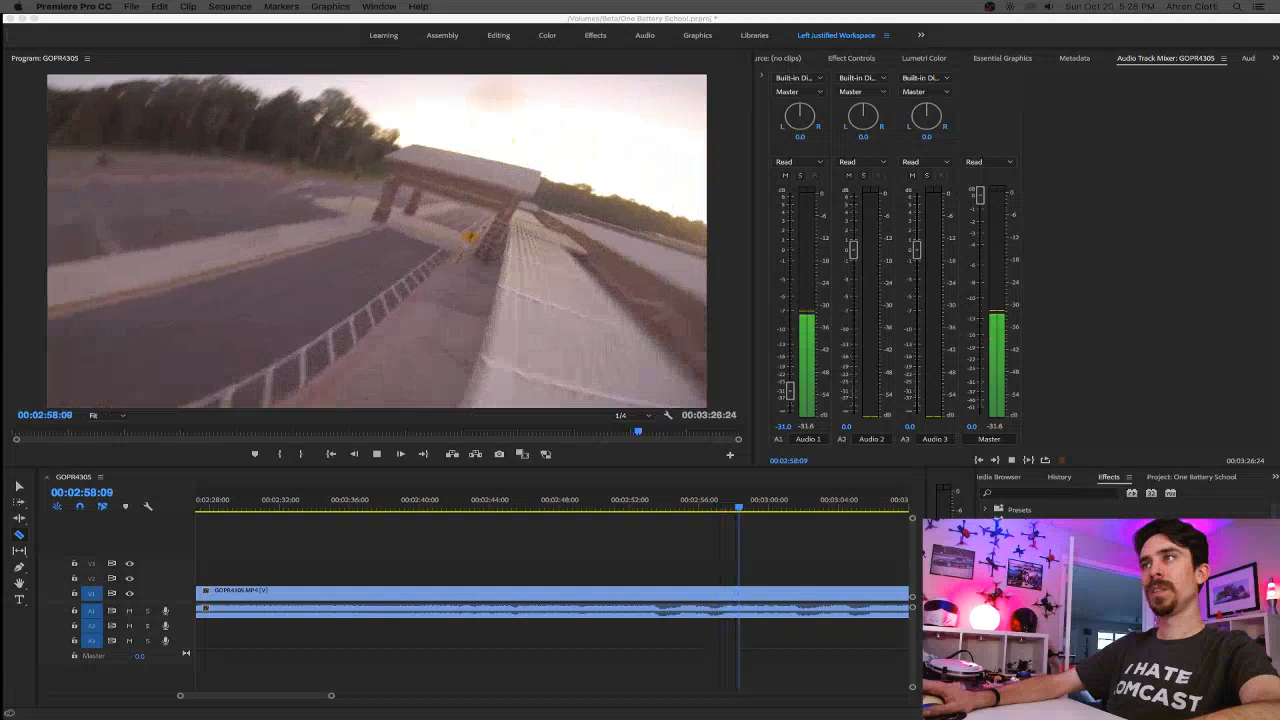 Premiere Pro CC File Edit Clip Sequence Markers Graphics Window Help Sun Oct 20 5:28 PM Ahren Ciott
/Volumes/Beta/One Battery School.prproj *
Learning Assembly Editing Color Effects Audio Graphics Libraries Left Justified Workspace
Program: GOPR4305
urce: (no clips) Effect Controls Lumetri Color Essential Graphics Metadata Audio Track Mixer: GOPR4305 Aud
Built-in Di... Built-in Di... Built-in Di...
Master Master Master
L R L R L R
0.0 0.0 0.0
Read Read Read Read
M S R M S R M S R
-31.0 -31.6 0.0 0.0 0.0 -31.6
A1 Audio 1 A2 Audio 2 A3 Audio 3 Master
00:02:58:09 00:03:26:24
00:02:58:09 Fit 1/4 00:03:26:24
GOPR4305
00:02:58:09
00:02:28:00 00:02:32:00 00:02:36:00 00:02:40:00 00:02:44:00 00:02:48:00 00:02:52:00 00:02:56:00 00:03:00:00 00:03:04:00 00:03
V3
V2
V1 GOPR4305.MP4 [V]
A1 M S
A2 M S
A3 M S
Master 0.0
edia Browser History Effects Project: One Battery School
Presets
I HATE
OMCAST